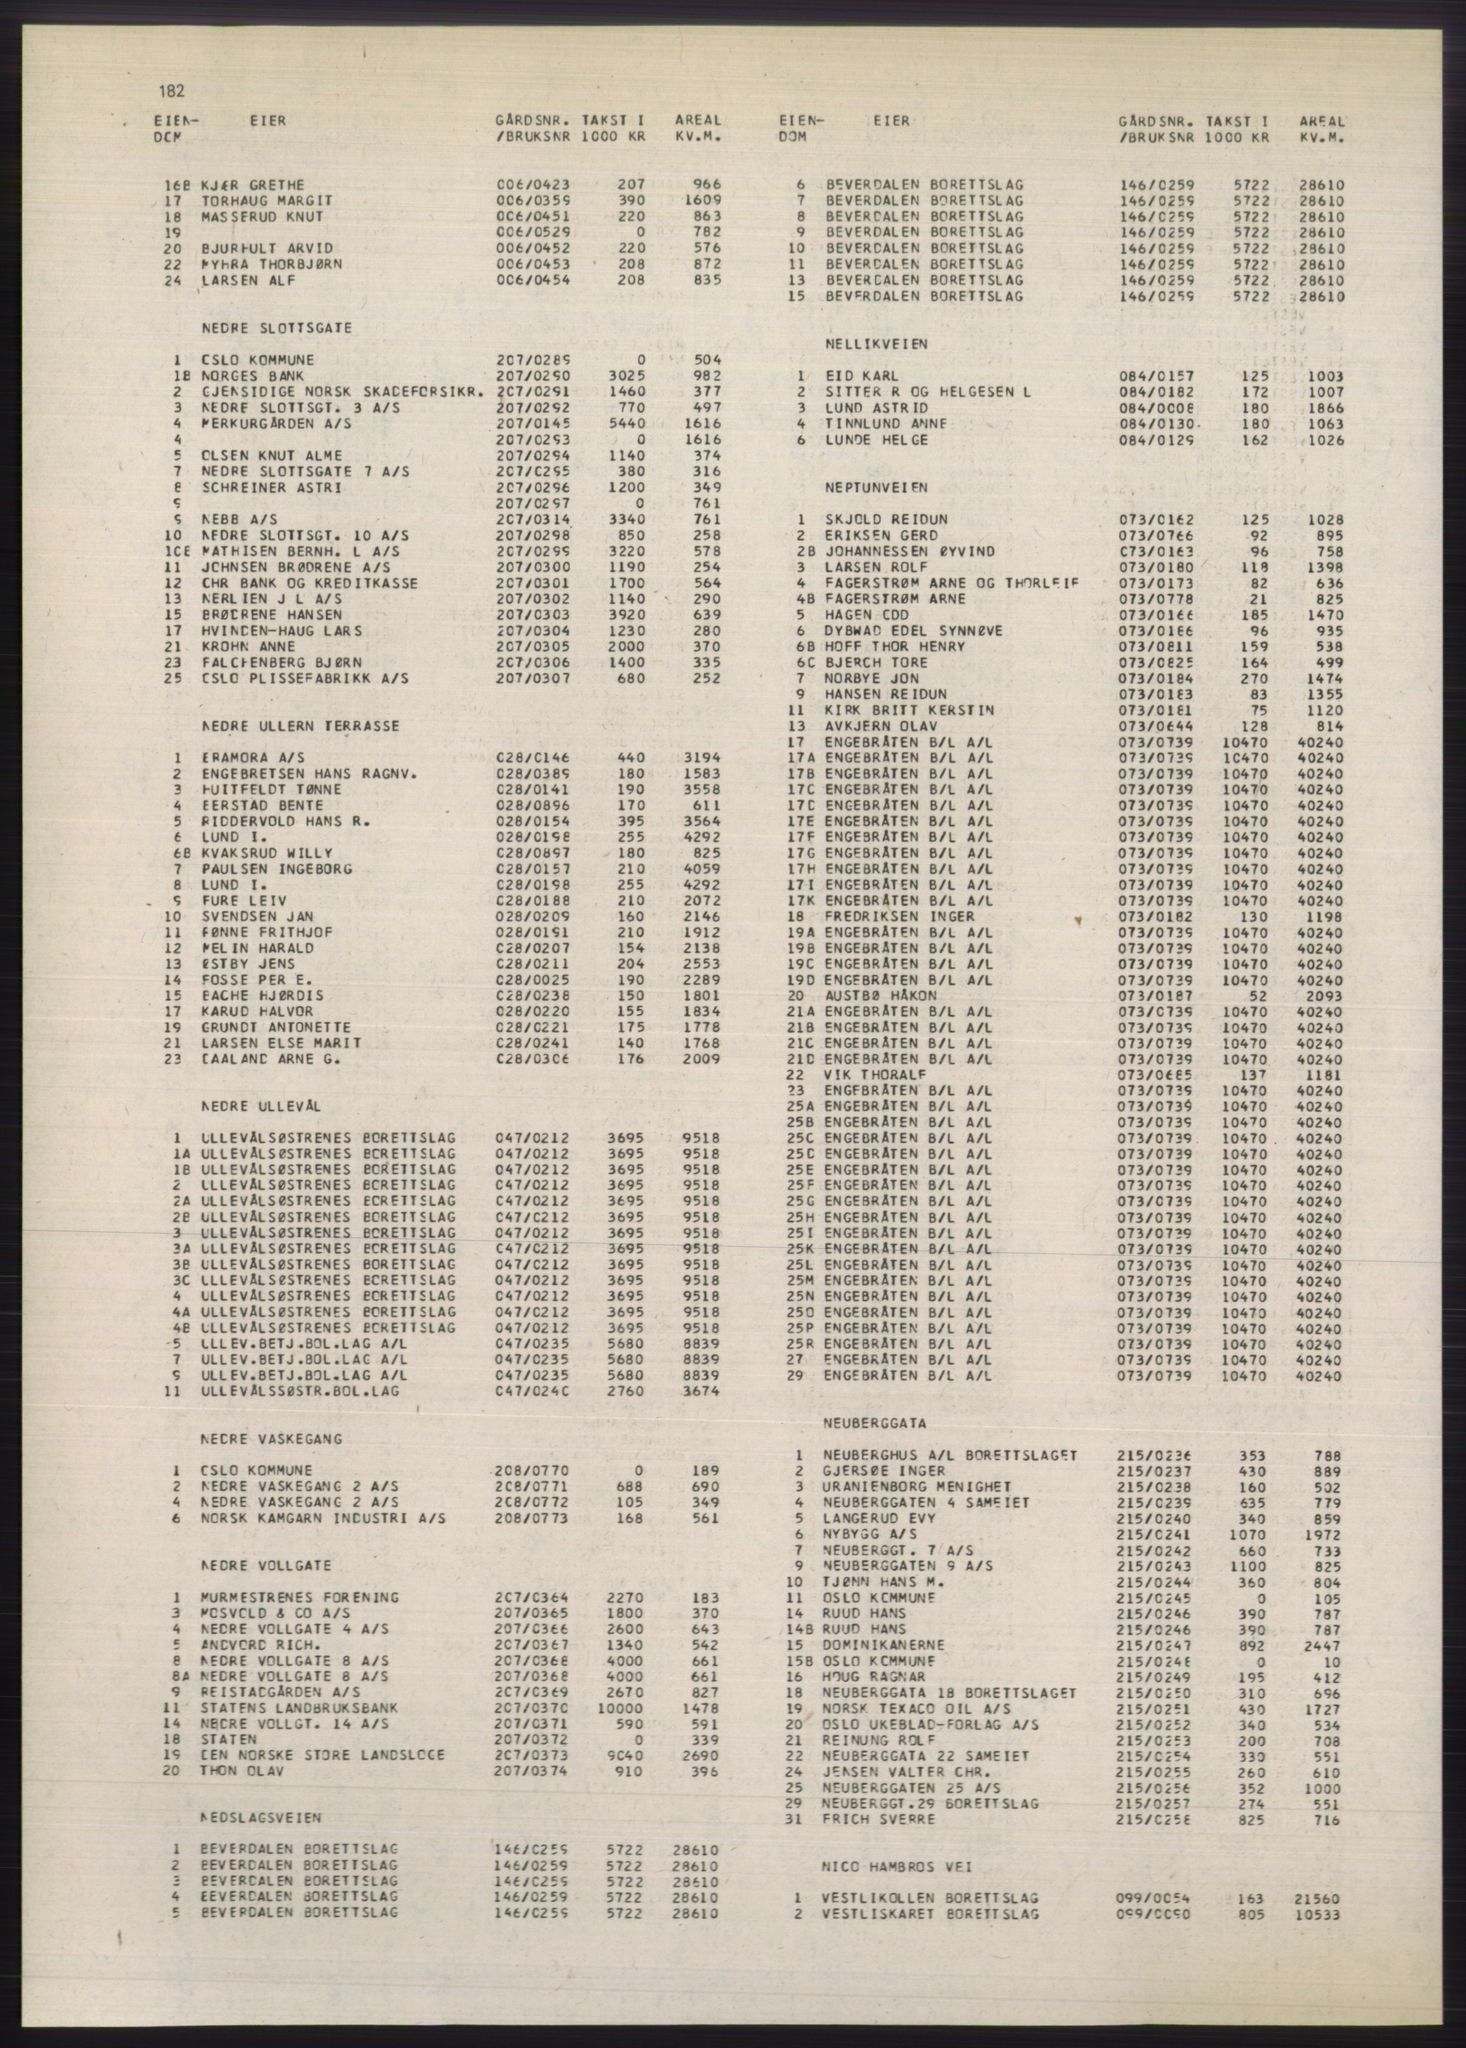 182
EIEN- EIER GÅRDSNR. TAKST I AREAL
DOM /BRUKSNR 1000 KR KV.M.
16B KJÆR GRETHE 006/0423 207 966
17 TORHAUG MARGIT 006/0359 390 1609
18 MASSERUD KNUT 006/0451 220 863
19 006/0529 0 782
20 BJURHULT ARVID 006/0452 220 576
22 MYHRA THORBJØRN 006/0453 208 872
24 LARSEN ALF 006/0454 208 835
NEDRE SLOTTSGATE
1 OSLO KOMMUNE 207/0289 0 504
1B NORGES BANK 207/0290 3025 982
2 GJENSIDIGE NORSK SKADEFORSIKR. 207/0291 1460 377
3 NEDRE SLOTTSGT. 3 A/S 207/0292 770 497
4 MERKURGÅRDEN A/S 207/0145 5440 1616
4 207/0293 0 1616
5 OLSEN KNUT ALME 207/0294 1140 374
7 NEDRE SLOTTSGATE 7 A/S 207/0295 380 316
8 SCHREINER ASTRI 207/0296 1200 349
9 207/0297 0 761
9 NEBB A/S 207/0314 3340 761
10 NEDRE SLOTTSGT. 10 A/S 207/0298 850 258
10B MATHISEN BERNH. L A/S 207/0299 3220 578
11 JOHNSEN BRØDRENE A/S 207/0300 1190 254
12 CHR BANK OG KREDITKASSE 207/0301 1700 564
13 NERLIEN J L A/S 207/0302 1140 290
15 BRØDRENE HANSEN 207/0303 3920 639
17 HVINDEN-HAUG LARS 207/0304 1230 280
21 KROHN ANNE 207/0305 2000 370
23 FALCHENBERG BJØRN 207/0306 1400 335
25 OSLO PLISSEFABRIKK A/S 207/0307 680 252
NEDRE ULLERN TERRASSE
1 ERAMORA A/S 028/0146 440 3194
2 ENGEBRETSEN HANS RAGNV. 028/0389 180 1583
3 HUITFELDT TØNNE 028/0141 190 3558
4 BERSTAD BENTE 028/0896 170 611
5 RIDDERVOLD HANS R. 028/0154 395 3564
6 LUND I. 028/0198 255 4292
6B KVAKSRUD WILLY 028/0897 180 825
7 PAULSEN INGEBORG 028/0157 210 4059
8 LUND I. 028/0198 255 4292
9 FURE LEIV 028/0188 210 2072
10 SVENDSEN JAN 028/0209 160 2146
11 RØNNE FRITHJOF 028/0191 210 1912
12 MELIN HARALD 028/0207 154 2138
13 ØSTBY JENS 028/0211 204 2553
14 FOSSE PER E. 028/0025 190 2289
15 BACHE HJØRDIS 028/0238 150 1801
17 KARUD HALVOR 028/0220 155 1834
19 GRUNDT ANTONETTE 028/0221 175 1778
21 LARSEN ELSE MARIT 028/0241 140 1768
23 DAALAND ARNE G. 028/0306 176 2009
NEDRE ULLEVÅL
1 ULLEVÅLSØSTRENES BORETTSLAG 047/0212 3695 9518
1A ULLEVÅLSØSTRENES BORETTSLAG 047/0212 3695 9518
1B ULLEVÅLSØSTRENES BORETTSLAG 047/0212 3695 9518
2 ULLEVÅLSØSTRENES BORETTSLAG 047/0212 3695 9518
2A ULLEVÅLSØSTRENES BORETTSLAG 047/0212 3695 9518
2B ULLEVÅLSØSTRENES BORETTSLAG 047/0212 3695 9518
3 ULLEVÅLSØSTRENES BORETTSLAG 047/0212 3695 9518
3A ULLEVÅLSØSTRENES BORETTSLAG 047/0212 3695 9518
3B ULLEVÅLSØSTRENES BORETTSLAG 047/0212 3695 9518
3C ULLEVÅLSØSTRENES BORETTSLAG 047/0212 3695 9518
4 ULLEVÅLSØSTRENES BORETTSLAG 047/0212 3695 9518
4A ULLEVÅLSØSTRENES BORETTSLAG 047/0212 3695 9518
4B ULLEVÅLSØSTRENES BORETTSLAG 047/0212 3695 9518
5 ULLEV.BETJ.BOL.LAG A/L 047/0235 5680 8839
7 ULLEV.BETJ.BOL.LAG A/L 047/0235 5680 8839
9 ULLEV.BETJ.BOL.LAG A/L 047/0235 5680 8839
11 ULLEVÅLSSØSTR.BOL.LAG 047/0240 2760 3674
NEDRE VASKEGANG
1 OSLO KOMMUNE 208/0770 0 189
2 NEDRE VASKEGANG 2 A/S 208/0771 688 690
4 NEDRE VASKEGANG 2 A/S 208/0772 105 349
6 NORSK KAMGARN INDUSTRI A/S 208/0773 168 561
NEDRE VOLLGATE
1 MURMESTRENES FORENING 207/0364 2270 183
3 MOSVOLD & CO A/S 207/0365 1800 370
4 NEDRE VOLLGATE 4 A/S 207/0366 2600 643
5 ANDVORD RICH. 207/0367 1340 542
8 NEDRE VOLLGATE 8 A/S 207/0368 4000 661
8A NEDRE VOLLGATE 8 A/S 207/0368 4000 661
9 REISTADGÅRDEN A/S 207/0369 2670 827
11 STATENS LANDBRUKSBANK 207/0370 10000 1478
14 NEDRE VOLLGT. 14 A/S 207/0371 590 591
18 STATEN 207/0372 0 339
19 DEN NORSKE STORE LANDSLOGE 207/0373 9040 2690
20 THON OLAV 207/0374 910 396
NEDSLAGSVEIEN
1 BEVERDALEN BORETTSLAG 146/0259 5722 28610
2 BEVERDALEN BORETTSLAG 146/0259 5722 28610
3 BEVERDALEN BORETTSLAG 146/0259 5722 28610
4 BEVERDALEN BORETTSLAG 146/0259 5722 28610
5 BEVERDALEN BORETTSLAG 146/0259 5722 28610
EIEN- EIER GÅRDSNR. TAKST I AREAL
DOM /BRUKSNR 1000 KR KV.M.
6 BEVERDALEN BORETTSLAG 146/0259 5722 28610
7 BEVERDALEN BORETTSLAG 146/0259 5722 28610
8 BEVERDALEN BORETTSLAG 146/0259 5722 28610
9 BEVERDALEN BORETTSLAG 146/0259 5722 28610
10 BEVERDALEN BORETTSLAG 146/0259 5722 28610
11 BEVERDALEN BORETTSLAG 146/0259 5722 28610
13 BEVERDALEN BORETTSLAG 146/0259 5722 28610
15 BEVERDALEN BORETTSLAG 146/0259 5722 28610
NELLIKVEIEN
1 EID KARL 084/0157 125 1003
2 SITTER R OG HELGESEN L 084/0182 172 1007
3 LUND ASTRID 084/0008 180 1866
4 TINNLUND ANNE 084/0130 180 1063
6 LUNDE HELGE 084/0129 162 1026
NEPTUNVEIEN
1 SKJOLD REIDUN 073/0162 125 1028
2 ERIKSEN GERD 073/0766 92 895
2B JOHANNESSEN ØYVIND 073/0163 96 758
3 LARSEN ROLF 073/0180 118 1398
4 FAGERSTRØM ARNE OG THORLEIF 073/0173 82 636
4B FAGERSTRØM ARNE 073/0778 21 825
5 HAGEN ODD 073/0166 185 1470
6 DYBWAD EDEL SYNNØVE 073/0186 96 935
6B HOFF THOR HENRY 073/0811 159 538
6C BJERCH TORE 073/0825 164 499
7 NORBYE JON 073/0184 270 1474
9 HANSEN REIDUN 073/0183 83 1355
11 KIRK BRITT KERSTIN 073/0181 75 1120
13 AVKJERN OLAV 073/0644 128 814
17 ENGEBRÅTEN B/L A/L 073/0739 10470 40240
17A ENGEBRÅTEN B/L A/L 073/0739 10470 40240
17B ENGEBRÅTEN B/L A/L 073/0739 10470 40240
17C ENGEBRÅTEN B/L A/L 073/0739 10470 40240
17D ENGEBRÅTEN B/L A/L 073/0739 10470 40240
17E ENGEBRÅTEN B/L A/L 073/0739 10470 40240
17F ENGEBRÅTEN B/L A/L 073/0739 10470 40240
17G ENGEBRÅTEN B/L A/L 073/0739 10470 40240
17H ENGEBRÅTEN B/L A/L 073/0739 10470 40240
17I ENGEBRÅTEN B/L A/L 073/0739 10470 40240
17K ENGEBRÅTEN B/L A/L 073/0739 10470 40240
18 FREDRIKSEN INGER 073/0182 130 1198
19A ENGEBRÅTEN B/L A/L 073/0739 10470 40240
19B ENGEBRÅTEN B/L A/L 073/0739 10470 40240
19C ENGEBRÅTEN B/L A/L 073/0739 10470 40240
19D ENGEBRÅTEN B/L A/L 073/0739 10470 40240
20 AUSTBØ HÅKON 073/0187 52 2093
21A ENGEBRÅTEN B/L A/L 073/0739 10470 40240
21B ENGEBRÅTEN B/L A/L 073/0739 10470 40240
21C ENGEBRÅTEN B/L A/L 073/0739 10470 40240
21D ENGEBRÅTEN B/L A/L 073/0739 10470 40240
22 VIK THORALF 073/0685 137 1181
23 ENGEBRÅTEN B/L A/L 073/0739 10470 40240
25A ENGEBRÅTEN B/L A/L 073/0739 10470 40240
25B ENGEBRÅTEN B/L A/L 073/0739 10470 40240
25C ENGEBRÅTEN B/L A/L 073/0739 10470 40240
25D ENGEBRÅTEN B/L A/L 073/0739 10470 40240
25E ENGEBRÅTEN B/L A/L 073/0739 10470 40240
25F ENGEBRÅTEN B/L A/L 073/0739 10470 40240
25G ENGEBRÅTEN B/L A/L 073/0739 10470 40240
25H ENGEBRÅTEN B/L A/L 073/0739 10470 40240
25I ENGEBRÅTEN B/L A/L 073/0739 10470 40240
25K ENGEBRÅTEN B/L A/L 073/0739 10470 40240
25L ENGEBRÅTEN B/L A/L 073/0739 10470 40240
25M ENGEBRÅTEN B/L A/L 073/0739 10470 40240
25N ENGEBRÅTEN B/L A/L 073/0739 10470 40240
25O ENGEBRÅTEN B/L A/L 073/0739 10470 40240
25P ENGEBRÅTEN B/L A/L 073/0739 10470 40240
25R ENGEBRÅTEN B/L A/L 073/0739 10470 40240
27 ENGEBRÅTEN B/L A/L 073/0739 10470 40240
29 ENGEBRÅTEN B/L A/L 073/0739 10470 40240
NEUBERGGATA
1 NEUBERGHUS A/L BORETTSLAGET 215/0236 353 788
2 GJERSØE INGER 215/0237 430 889
3 URANIENBORG MENIGHET 215/0238 160 502
4 NEUBERGGATEN 4 SAMEIET 215/0239 635 779
5 LANGERUD EVY 215/0240 340 859
6 NYBYGG A/S 215/0241 1070 1972
7 NEUBERGGT. 7 A/S 215/0242 660 733
9 NEUBERGGATEN 9 A/S 215/0243 1100 825
10 TJØNN HANS M. 215/0244 360 804
11 OSLO KOMMUNE 215/0245 0 105
14 RUUD HANS 215/0246 390 787
14B RUUD HANS 215/0246 390 787
15 DOMINIKANERNE 215/0247 892 2447
15B OSLO KOMMUNE 215/0248 0 10
16 HOUG RAGNAR 215/0249 195 412
18 NEUBERGGATA 18 BORETTSLAGET 215/0250 310 696
19 NORSK TEXACO OIL A/S 215/0251 430 1727
20 OSLO UKEBLAD-FORLAG A/S 215/0252 340 534
21 REINUNG ROLF 215/0253 200 708
22 NEUBERGGATA 22 SAMEIET 215/0254 330 551
24 JENSEN VALTER CHR. 215/0255 260 610
25 NEUBERGGATEN 25 A/S 215/0256 352 1000
29 NEUBERGGT.29 BORETTSLAG 215/0257 274 551
31 FRICH SVERRE 215/0258 825 716
NICO HAMBROS VEI
1 VESTLIKOLLEN BORETTSLAG 099/0054 163 21560
2 VESTLISKARET BORETTSLAG 099/0090 805 10533